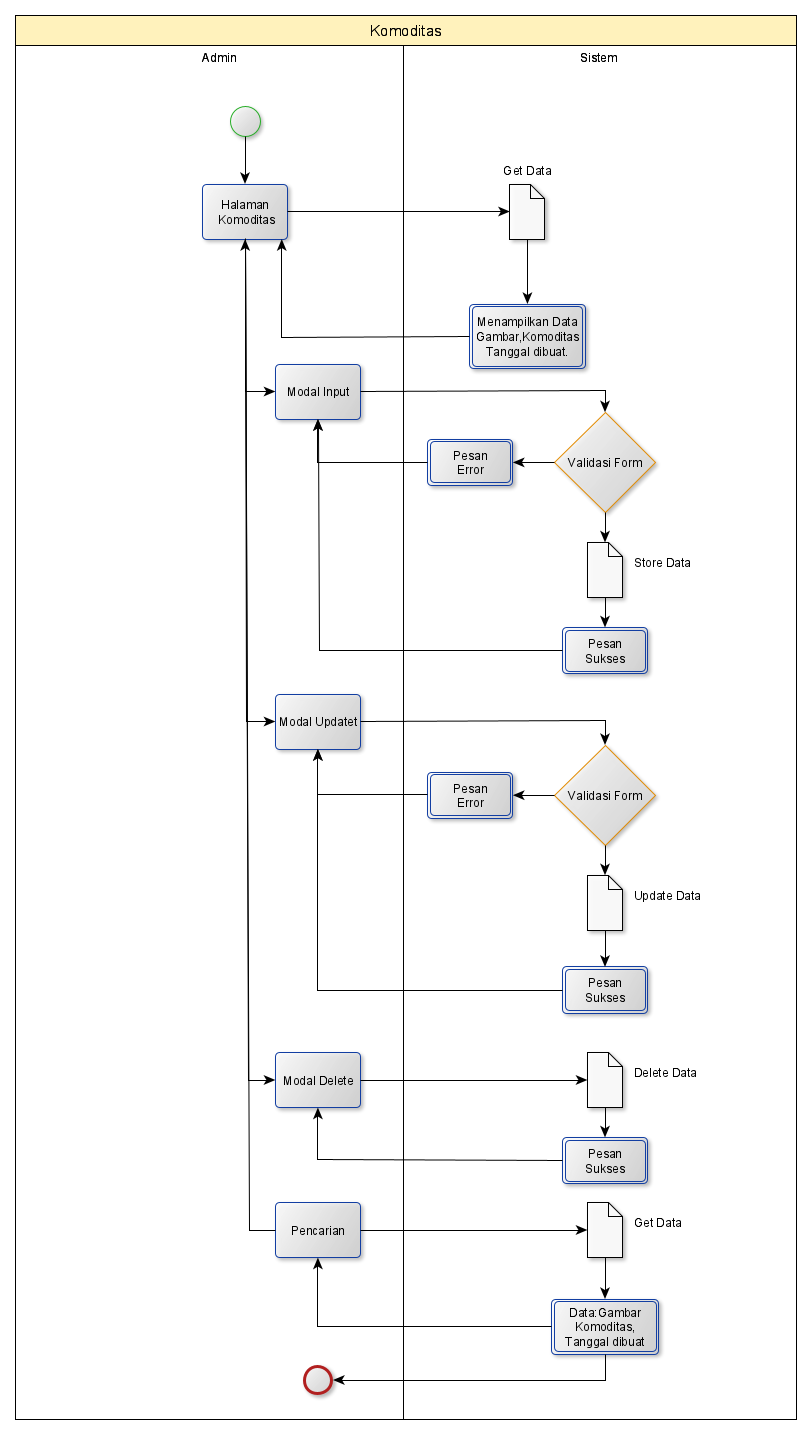 Komoditas
Admin
Sistem
Get Data
Halaman
Komoditas
Menampilkan Data
Gambar,Komoditas
Tanggal dibuat.
Modal Input
Pesan
Error
Validasi Form
Store Data
Pesan
Sukses
Modal Updatet
Pesan
Error
Validasi Form
Update Data
Pesan
Sukses
Modal Delete
Delete Data
Pesan
Sukses
Pencarian
Get Data
Data:Gambar
Komoditas,
Tanggal dibuat